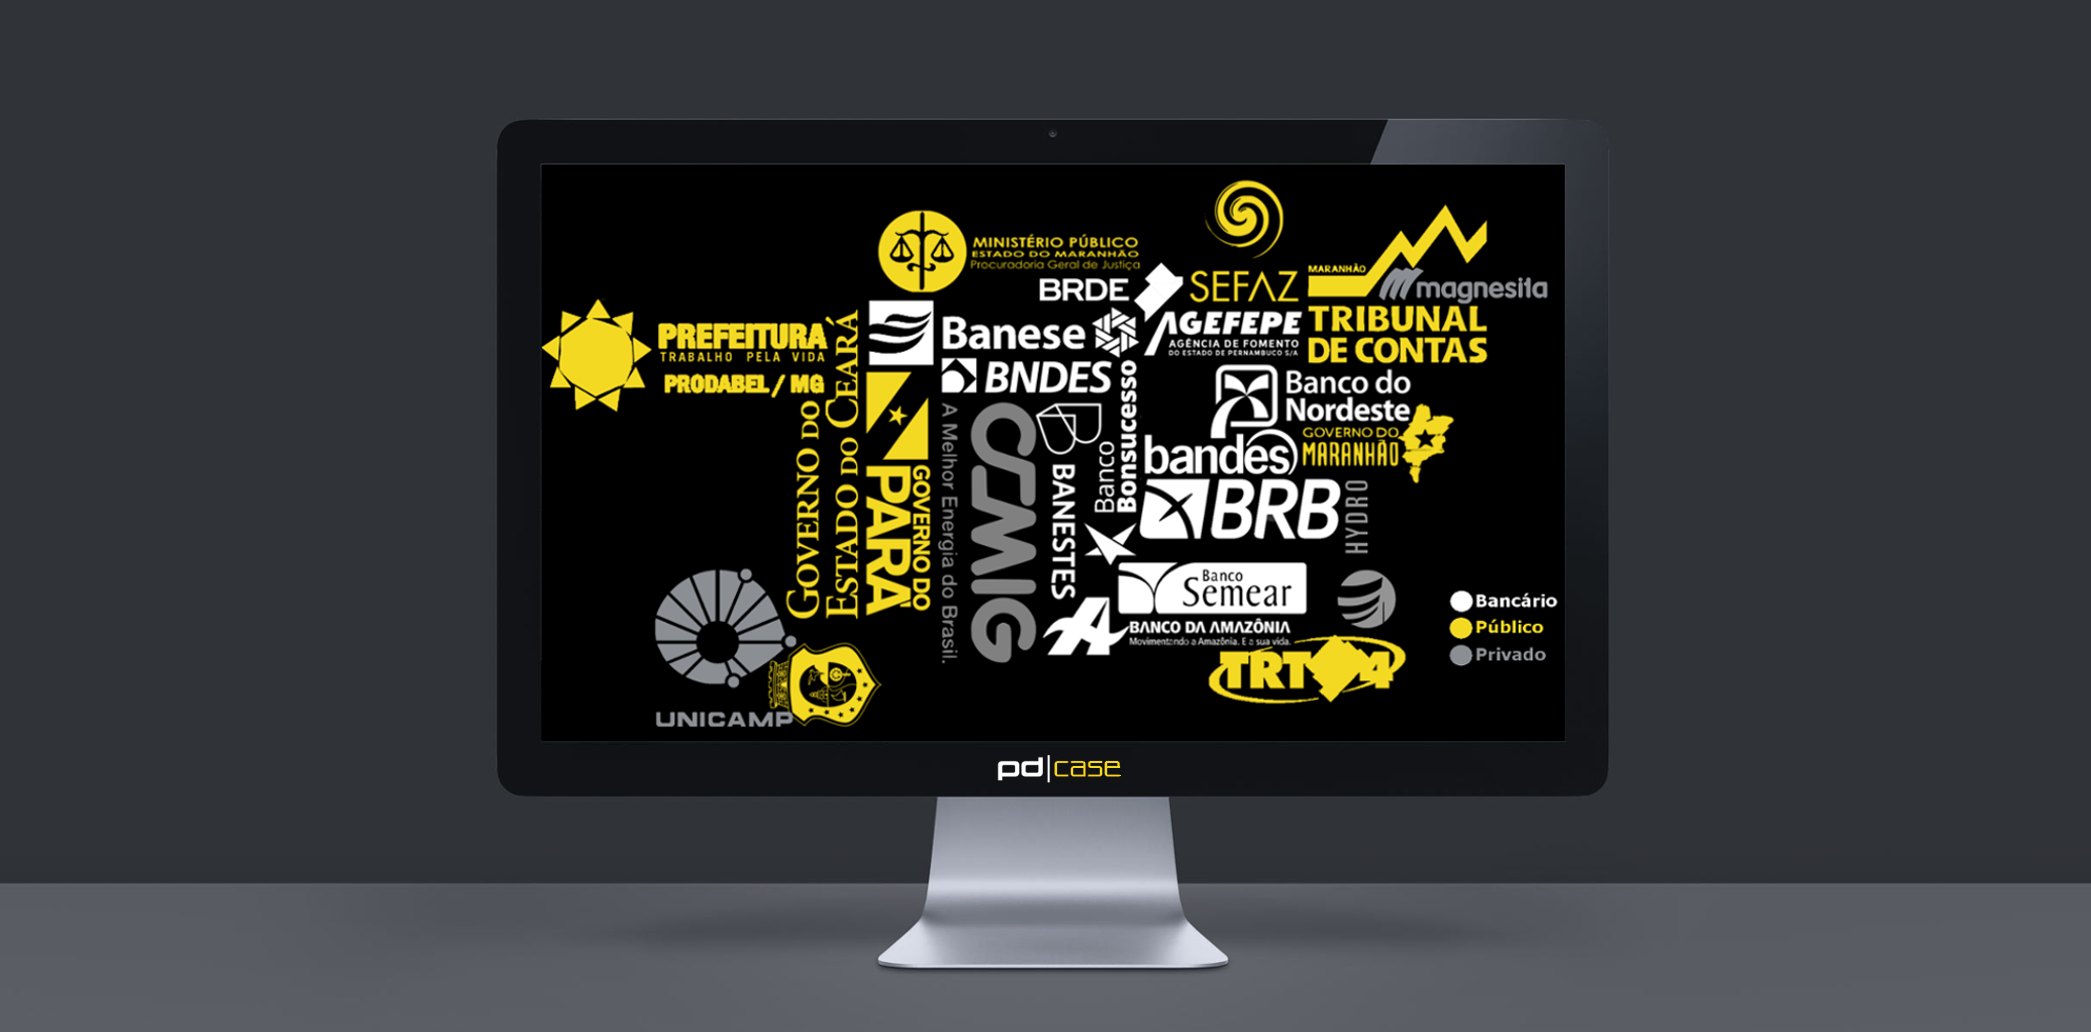 MINISTÉRIO PÚBLICO
ESTADO DO MARANHÃO
Procuradoria Geral de Justiça
BRDE
SEFAZ
MARANHÃO
magnesita
TRIBUNAL
DE CONTAS
PREFEITURA
TRABALHO PELA VIDA
PRODABEL / MG
GOVERNO DO
ESTADO DO CEARÁ
Banese
AGEFEPE
AGÊNCIA DE FOMENTO
DO ESTADO DE PERNAMBUCO S/A
BNDES
GOVERNO DO
PARÁ
A Melhor Energia do Brasil.
CEMIG
BANESTES
Banco
Bonsucesso
Banco do
Nordeste
GOVERNO DO
MARANHÃO
bandes
BRB
HYDRO
Banco
Semear
BANCO DA AMAZÔNIA
Movimentando a Amazônia. E a sua vida.
TRT 4
UNICAMP
Bancário
Público
Privado
pd|case